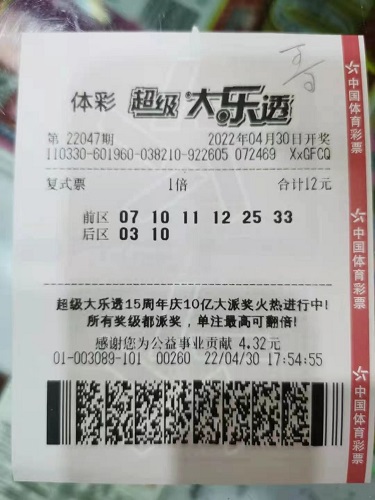 体彩 超级大乐透
第 22047期 2022年04月30日开奖
110330-601960-038210-922605 072469 XxGFCQ
复式票 1倍 合计12元
前区 07 10 11 12 25 33
后区 03 10
超级大乐透15周年庆10亿大派奖火热进行中!
所有奖级都派奖，单注最高可翻倍!
感谢您为公益事业贡献 4.32元
01-003089-101 00260 22/04/30 17:54:55
中国体育彩票
中国体育彩票
中国体育彩票